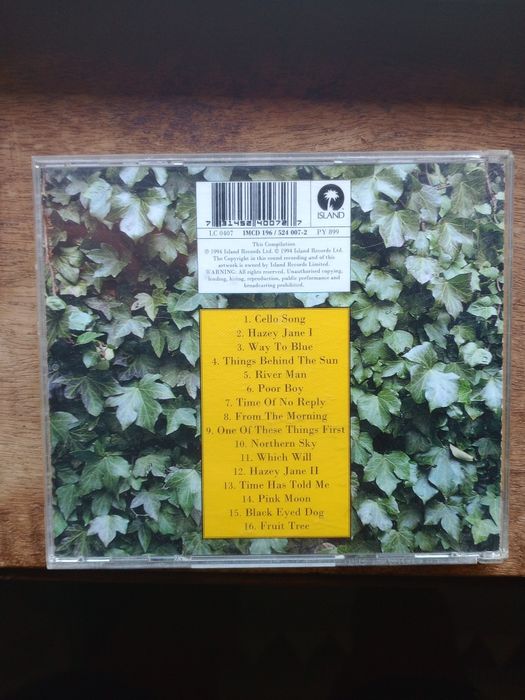 7 31452 40072 7
ISLAND
LC 0407 IMCD 196 / 524 007-2 PY 899
This Compilation
℗ 1994 Island Records Ltd. © 1994 Island Records Ltd.
The Copyright in this sound recording and of this
artwork is owned by Island Records Limited.
WARNING: All rights reserved. Unauthorised copying,
lending, hiring, reproduction, public performance and
broadcasting prohibited.
1. Cello Song
2. Hazey Jane I
3. Way To Blue
4. Things Behind The Sun
5. River Man
6. Poor Boy
7. Time Of No Reply
8. From The Morning
9. One Of These Things First
10. Northern Sky
11. Which Will
12. Hazey Jane II
13. Time Has Told Me
14. Pink Moon
15. Black Eyed Dog
16. Fruit Tree